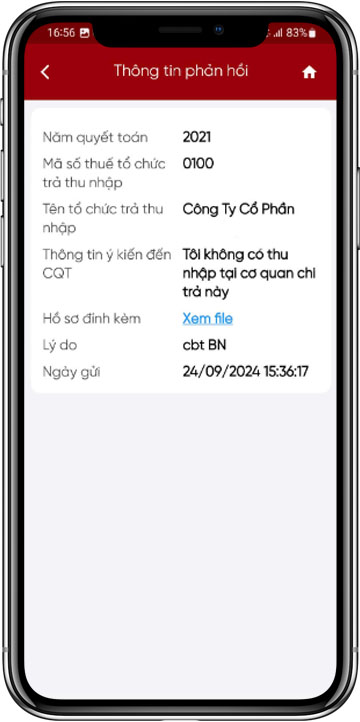 16:56 83%
Thông tin phản hồi
Năm quyết toán 2021
Mã số thuế tổ chức 0100
trả thu nhập
Tên tổ chức trả thu Công Ty Cổ Phần
nhập
Thông tin ý kiến đến Tôi không có thu
CQT nhập tại cơ quan chi
trả này
Hồ sơ đính kèm Xem file
Lý do cbt BN
Ngày gửi 24/09/2024 15:36:17